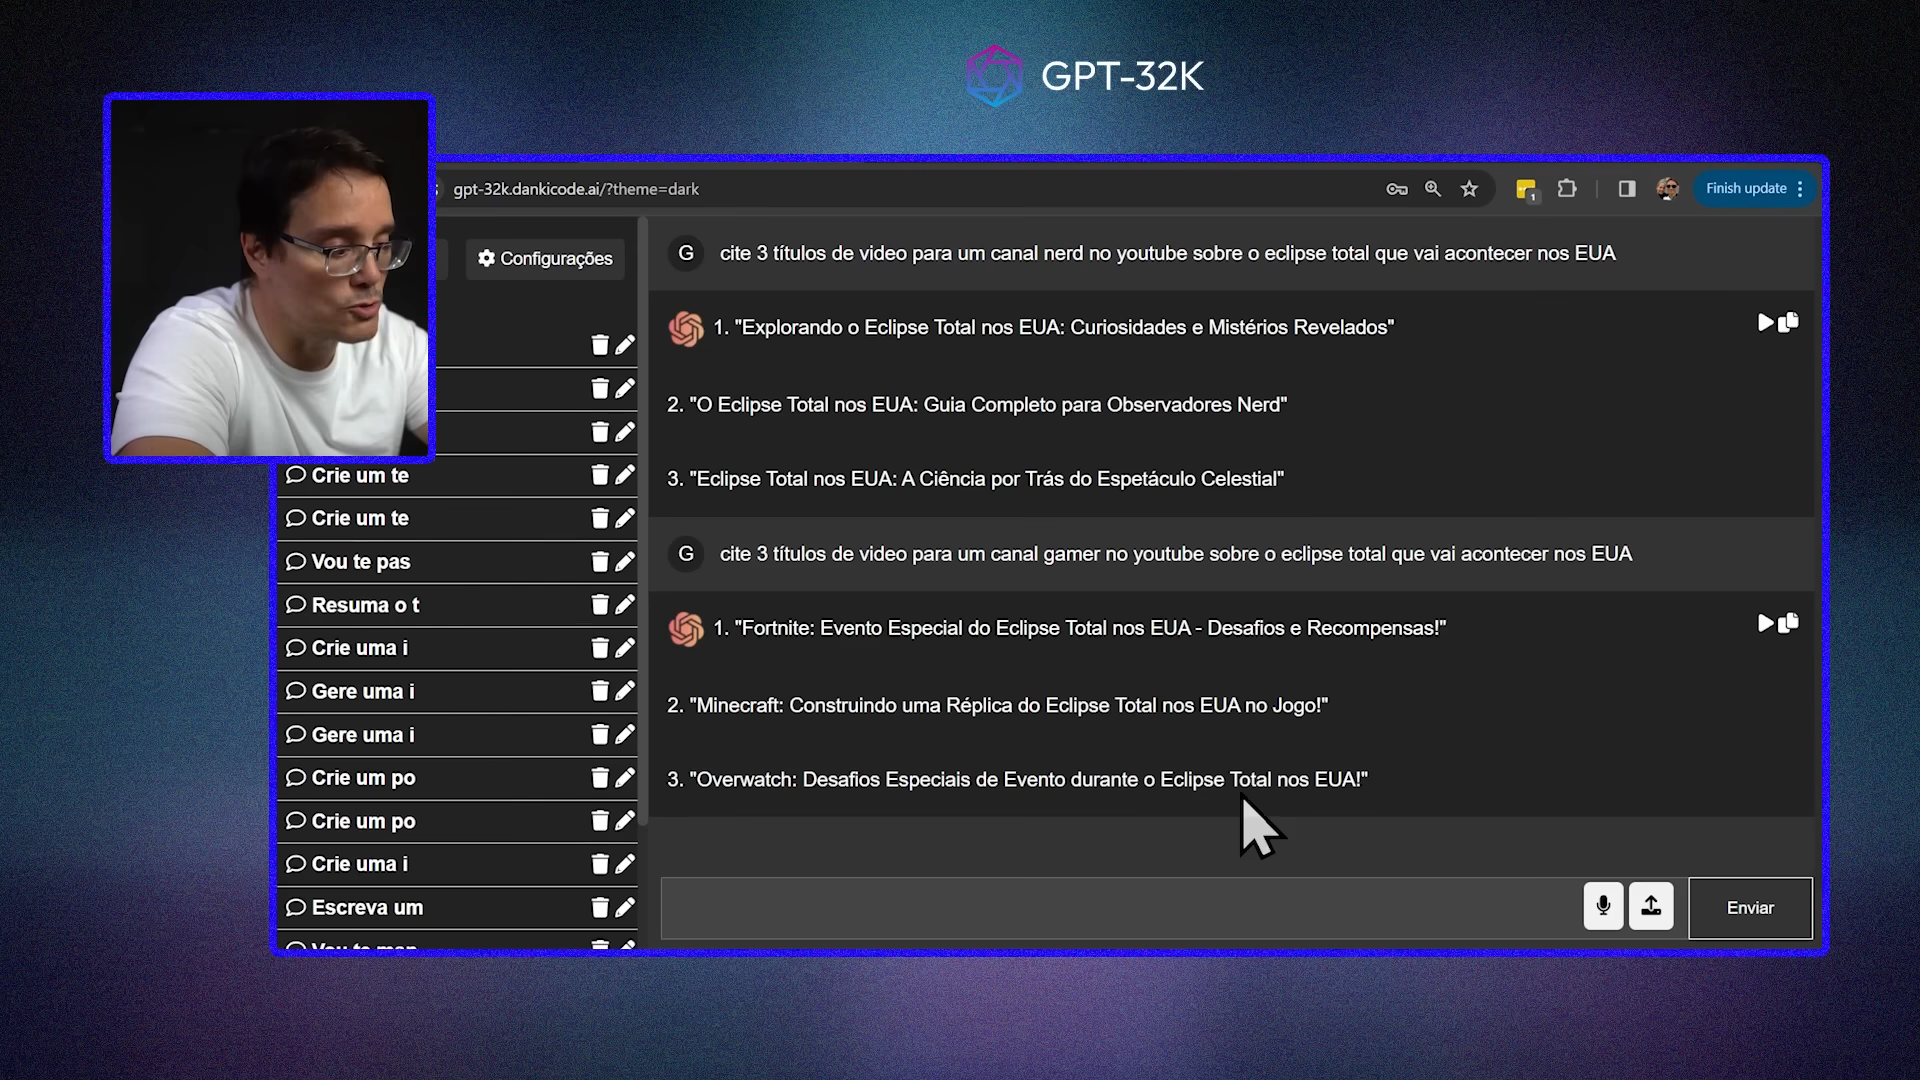 GPT-32K
gpt-32k.dankicode.ai/?theme=dark
1
Finish update
Configurações
Crie um te
Crie um te
Vou te pas
Resuma o t
Crie uma i
Gere uma i
Gere uma i
Crie um po
Crie um po
Crie uma i
Escreva um
G cite 3 títulos de video para um canal nerd no youtube sobre o eclipse total que vai acontecer nos EUA
1. "Explorando o Eclipse Total nos EUA: Curiosidades e Mistérios Revelados"
2. "O Eclipse Total nos EUA: Guia Completo para Observadores Nerd"
3. "Eclipse Total nos EUA: A Ciência por Trás do Espetáculo Celestial"
G cite 3 títulos de video para um canal gamer no youtube sobre o eclipse total que vai acontecer nos EUA
1. "Fortnite: Evento Especial do Eclipse Total nos EUA - Desafios e Recompensas!"
2. "Minecraft: Construindo uma Réplica do Eclipse Total nos EUA no Jogo!"
3. "Overwatch: Desafios Especiais de Evento durante o Eclipse Total nos EUA!"
Enviar